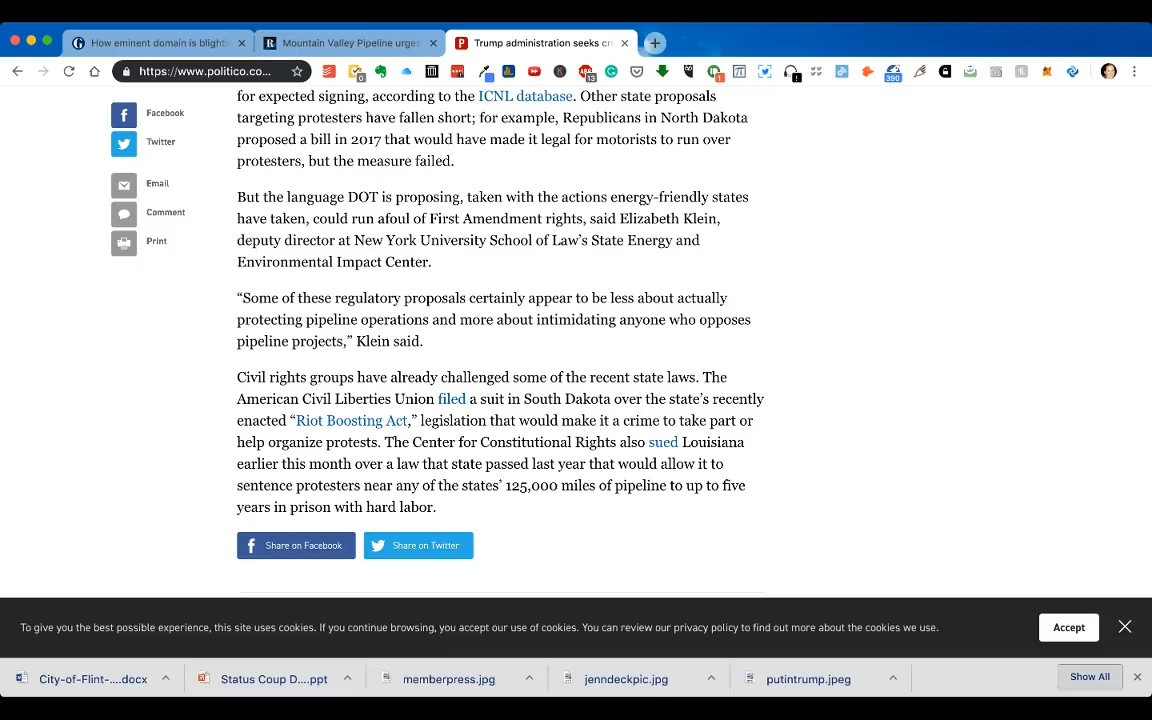 How eminent domain is blighti
Mountain Valley Pipeline urges
Trump administration seeks cri
https://www.politico.co...
0
13
1
390
for expected signing, according to the ICNL database. Other state proposals
targeting protesters have fallen short; for example, Republicans in North Dakota
proposed a bill in 2017 that would have made it legal for motorists to run over
protesters, but the measure failed.
Facebook
Twitter
Email
Comment
Print
But the language DOT is proposing, taken with the actions energy-friendly states
have taken, could run afoul of First Amendment rights, said Elizabeth Klein,
deputy director at New York University School of Law’s State Energy and
Environmental Impact Center.
“Some of these regulatory proposals certainly appear to be less about actually
protecting pipeline operations and more about intimidating anyone who opposes
pipeline projects,” Klein said.
Civil rights groups have already challenged some of the recent state laws. The
American Civil Liberties Union filed a suit in South Dakota over the state’s recently
enacted “Riot Boosting Act,” legislation that would make it a crime to take part or
help organize protests. The Center for Constitutional Rights also sued Louisiana
earlier this month over a law that state passed last year that would allow it to
sentence protesters near any of the states’ 125,000 miles of pipeline to up to five
years in prison with hard labor.
Share on Facebook
Share on Twitter
To give you the best possible experience, this site uses cookies. If you continue browsing, you accept our use of cookies. You can review our privacy policy to find out more about the cookies we use.
Accept
City-of-Flint-....docx
Status Coup D....ppt
memberpress.jpg
jenndeckpic.jpg
putintrump.jpeg
Show All